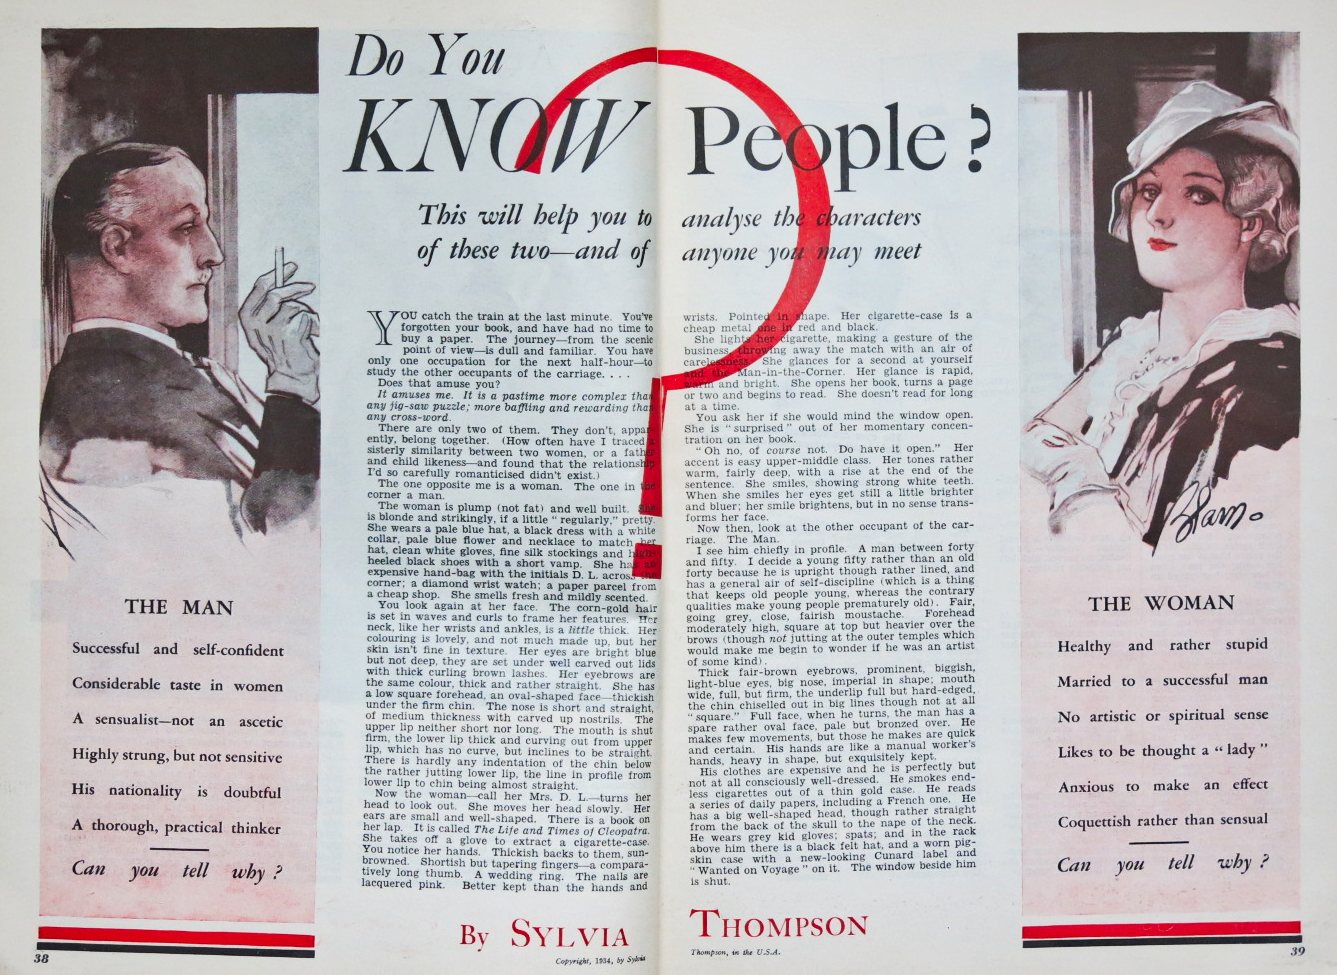 Do You
KNOW People?
This will help you to analyse the characters
of these two—and of anyone you may meet
THE MAN
Successful and self-confident
Considerable taste in women
A sensualist—not an ascetic
Highly strung, but not sensitive
His nationality is doubtful
A thorough, practical thinker
Can you tell why?
YOU catch the train at the last minute. You've
forgotten your book, and have had no time to
buy a paper. The journey—from the scenic
point of view—is dull and familiar. You have
only one occupation for the next half-hour—to
study the other occupants of the carriage. . . .
Does that amuse you?
It amuses me. It is a pastime more complex than
any jig-saw puzzle; more baffling and rewarding than
any cross-word.
There are only two of them. They don't, appar-
ently, belong together. (How often have I traced a
sisterly similarity between two women, or a father
and child likeness—and found that the relationship
I'd so carefully romanticised didn't exist.)
The one opposite me is a woman. The one in the
corner a man.
The woman is plump (not fat) and well built. She
is blonde and strikingly, if a little "regularly," pretty.
She wears a pale blue hat, a black dress with a white
collar, pale blue flower and necklace to match her
hat, clean white gloves, fine silk stockings and high-
heeled black shoes with a short vamp. She has an
expensive hand-bag with the initials D. L. across the
corner; a diamond wrist watch; a paper parcel from
a cheap shop. She smells fresh and mildly scented.
You look again at her face. The corn-gold hair
is set in waves and curls to frame her features. Her
neck, like her wrists and ankles, is a little thick. Her
colouring is lovely, and not much made up, but her
skin isn't fine in texture. Her eyes are bright blue
but not deep, they are set under well carved out lids
with thick curling brown lashes. Her eyebrows are
the same colour, thick and rather straight. She has
a low square forehead, an oval-shaped face—thickish
under the firm chin. The nose is short and straight,
of medium thickness with carved up nostrils. The
upper lip neither short nor long. The mouth is shut
firm, the lower lip thick and curving out from upper
lip, which has no curve, but inclines to be straight.
There is hardly any indentation of the chin below
the rather jutting lower lip, the line in profile from
lower lip to chin being almost straight.
Now the woman—call her Mrs. D. L.—turns her
head to look out. She moves her head slowly. Her
ears are small and well-shaped. There is a book on
her lap. It is called The Life and Times of Cleopatra.
She takes off a glove to extract a cigarette-case.
You notice her hands. Thickish backs to them, sun-
browned. Shortish but tapering fingers—a compara-
tively long thumb. A wedding ring. The nails are
lacquered pink. Better kept than the hands and
wrists. Pointed in shape. Her cigarette-case is a
cheap metal one in red and black.
She lights her cigarette, making a gesture of the
business, throwing away the match with an air of
carelessness. She glances for a second at yourself
and the Man-in-the-Corner. Her glance is rapid,
warm and bright. She opens her book, turns a page
or two and begins to read. She doesn't read for long
at a time.
You ask her if she would mind the window open.
She is "surprised" out of her momentary concen-
tration on her book.
"Oh no, of course not. Do have it open." Her
accent is easy upper-middle class. Her tones rather
warm, fairly deep, with a rise at the end of the
sentence. She smiles, showing strong white teeth.
When she smiles her eyes get still a little brighter
and bluer; her smile brightens, but in no sense trans-
forms her face.
Now then, look at the other occupant of the car-
riage. The Man.
I see him chiefly in profile. A man between forty
and fifty. I decide a young fifty rather than an old
forty because he is upright though rather lined, and
has a general air of self-discipline (which is a thing
that keeps old people young, whereas the contrary
qualities make young people prematurely old). Fair,
going grey, close, fairish moustache. Forehead
moderately high, square at top but heavier over the
brows (though not jutting at the outer temples which
would make me begin to wonder if he was an artist
of some kind).
Thick fair-brown eyebrows, prominent, biggish,
light-blue eyes, big nose, imperial in shape; mouth
wide, full, but firm, the underlip full but hard-edged,
the chin chiselled out in big lines though not at all
"square." Full face, when he turns, the man has a
spare rather oval face, pale but bronzed over. He
makes few movements, but those he makes are quick
and certain. His hands are like a manual worker's
hands, heavy in shape, but exquisitely kept.
His clothes are expensive and he is perfectly but
not at all consciously well-dressed. He smokes end-
less cigarettes out of a thin gold case. He reads
a series of daily papers, including a French one. He
has a big well-shaped head, though rather straight
from the back of the skull to the nape of the neck.
He wears grey kid gloves; spats; and in the rack
above him there is a black felt hat, and a worn pig-
skin case with a new-looking Cunard label and
"Wanted on Voyage" on it. The window beside him
is shut.
By SYLVIA THOMPSON
Copyright, 1934, by Sylvia Thompson, in the U.S.A.
THE WOMAN
Healthy and rather stupid
Married to a successful man
No artistic or spiritual sense
Likes to be thought a "lady"
Anxious to make an effect
Coquettish rather than sensual
Can you tell why?
38
39